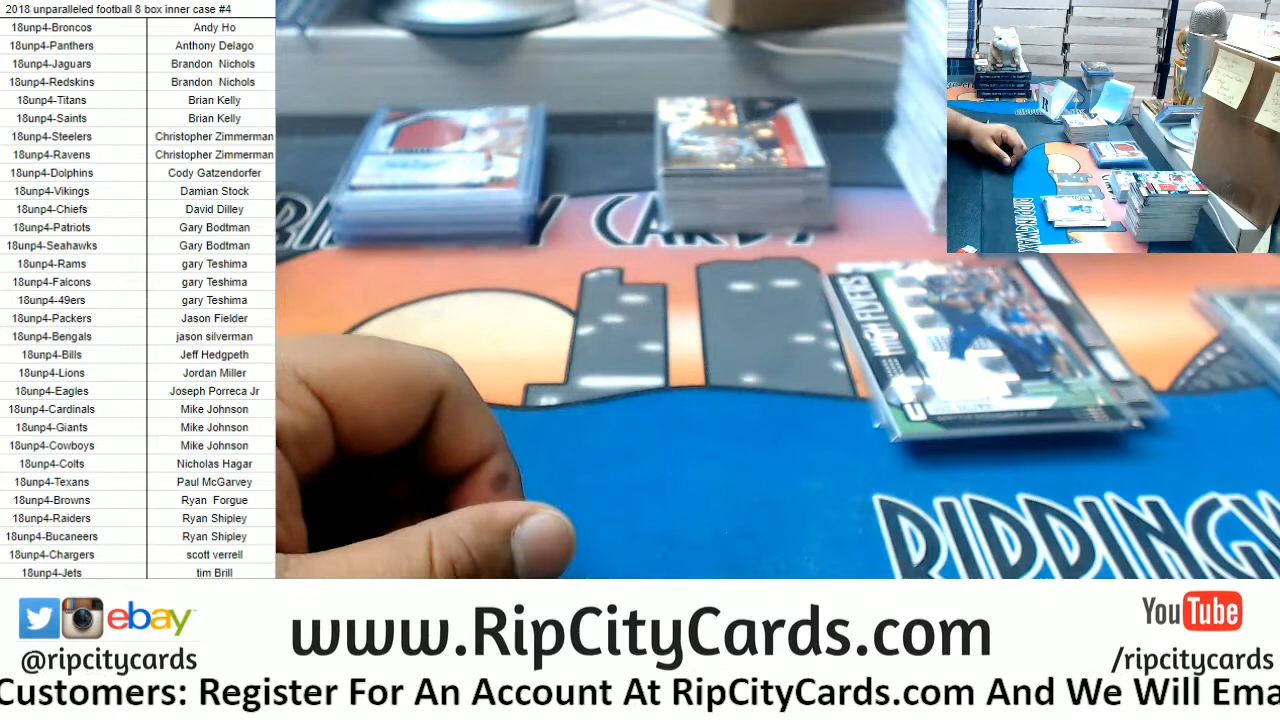 2018 unparalleled football 8 box inner case #4
18unp4-Broncos Andy Ho
18unp4-Panthers Anthony Delago
18unp4-Jaguars Brandon Nichols
18unp4-Redskins Brandon Nichols
18unp4-Titans Brian Kelly
18unp4-Saints Brian Kelly
18unp4-Steelers Christopher Zimmerman
18unp4-Ravens Christopher Zimmerman
18unp4-Dolphins Cody Gatzendorfer
18unp4-Vikings Damian Stock
18unp4-Chiefs David Dilley
18unp4-Patriots Gary Bodtman
18unp4-Seahawks Gary Bodtman
18unp4-Rams gary Teshima
18unp4-Falcons gary Teshima
18unp4-49ers gary Teshima
18unp4-Packers Jason Fielder
18unp4-Bengals jason silverman
18unp4-Bills Jeff Hedgpeth
18unp4-Lions Jordan Miller
18unp4-Eagles Joseph Porreca Jr
18unp4-Cardinals Mike Johnson
18unp4-Giants Mike Johnson
18unp4-Cowboys Mike Johnson
18unp4-Colts Nicholas Hagar
18unp4-Texans Paul McGarvey
18unp4-Browns Ryan Forgue
18unp4-Raiders Ryan Shipley
18unp4-Bucaneers Ryan Shipley
18unp4-Chargers scott verrell
18unp4-Jets tim Brill
HIGH FLYERS
RIPPINGW
ebay
@ripcitycards
www.RipCityCards.com
YouTube
/ripcitycards
Customers: Register For An Account At RipCityCards.com And We Will Ema